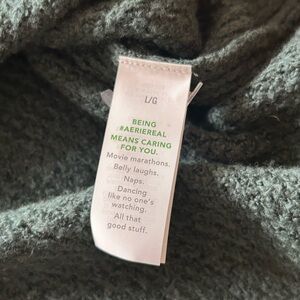 L/G
BEING
#AERIEREAL
MEANS CARING
FOR YOU.
Movie marathons.
Belly laughs.
Naps.
Dancing
like no one's
watching.
All that
good stuff.